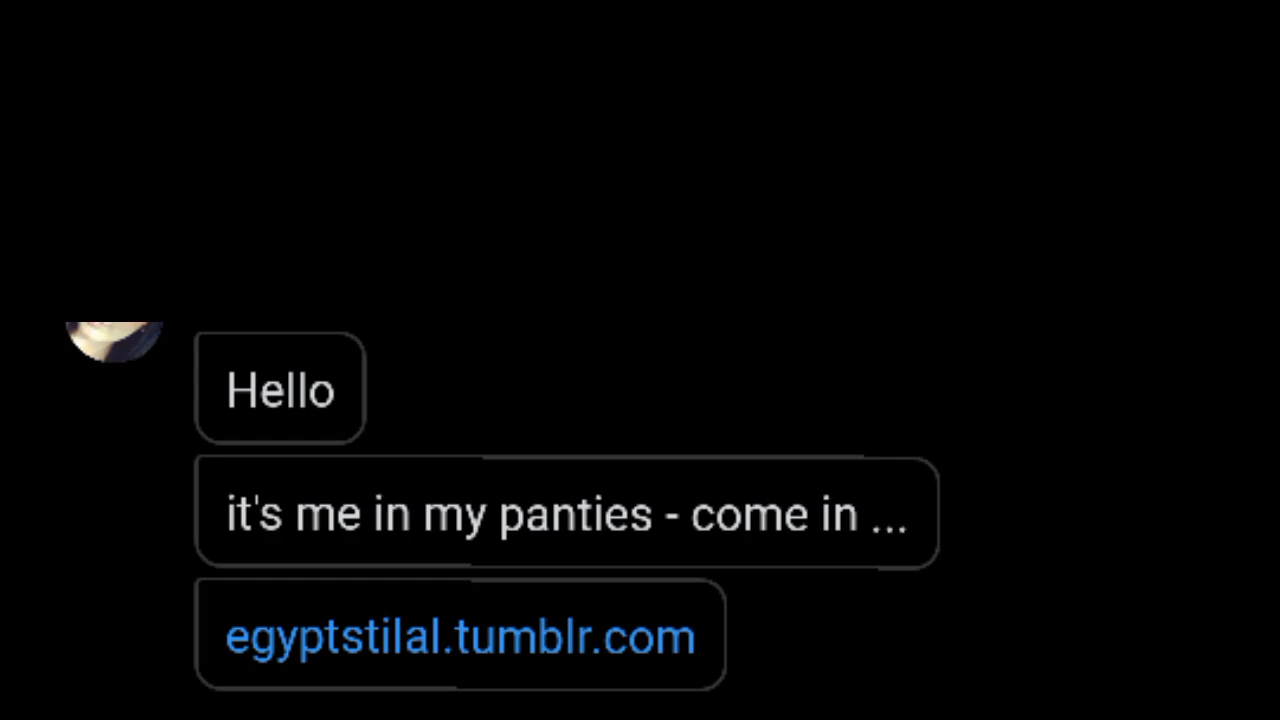 Hello
it's me in my panties - come in ...
egyptstilal.tumblr.com